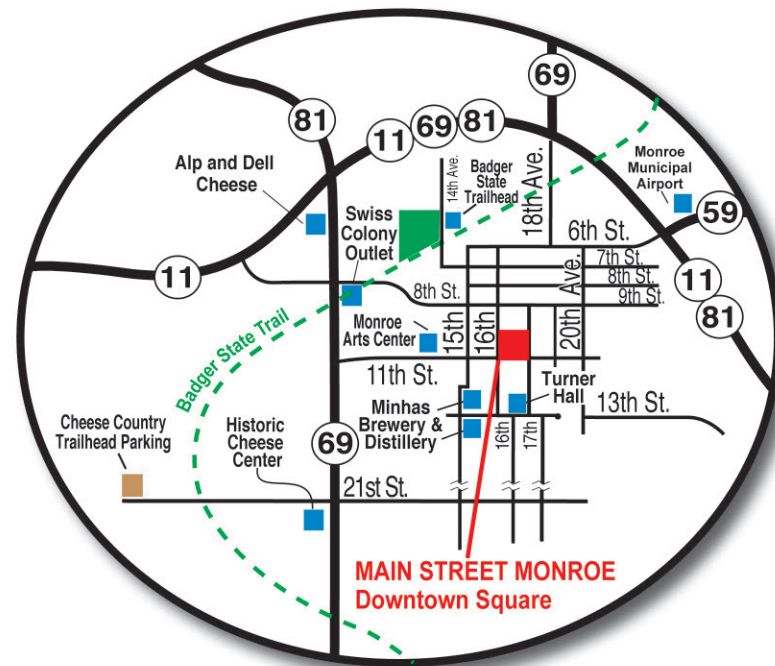 69
81
69
81
11
Alp and Dell
Cheese
14th Ave.
Badger
State
Trailhead
18th Ave.
Monroe
Municipal
Airport
59
Swiss
Colony
Outlet
6th St.
7th St.
8th St.
9th St.
11
8th St.
11
81
Monroe
Arts Center
15th
16th
20th
Ave.
Badger State Trail
11th St.
Turner
Hall
Minhas
Brewery &
Distillery
13th St.
16th
17th
Cheese Country
Trailhead Parking
Historic
Cheese
Center
69
21st St.
MAIN STREET MONROE
Downtown Square